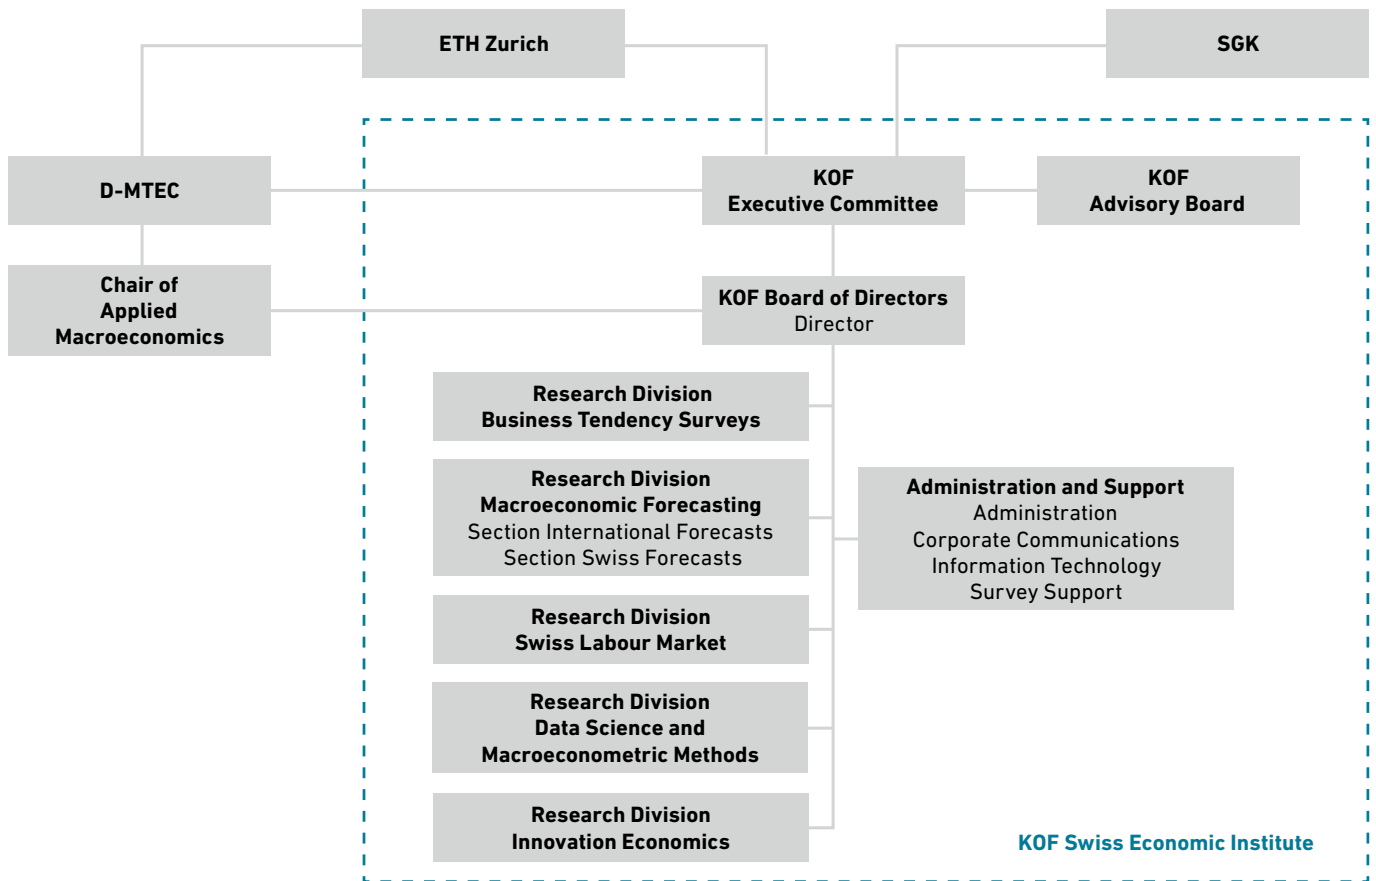 ETH Zurich
SGK
D-MTEC
KOF
Executive Committee
KOF
Advisory Board
Chair of
Applied
Macroeconomics
KOF Board of Directors
Director
Research Division
Business Tendency Surveys
Research Division
Macroeconomic Forecasting
Section International Forecasts
Section Swiss Forecasts
Administration and Support
Administration
Corporate Communications
Information Technology
Survey Support
Research Division
Swiss Labour Market
Research Division
Data Science and
Macroeconometric Methods
Research Division
Innovation Economics
KOF Swiss Economic Institute